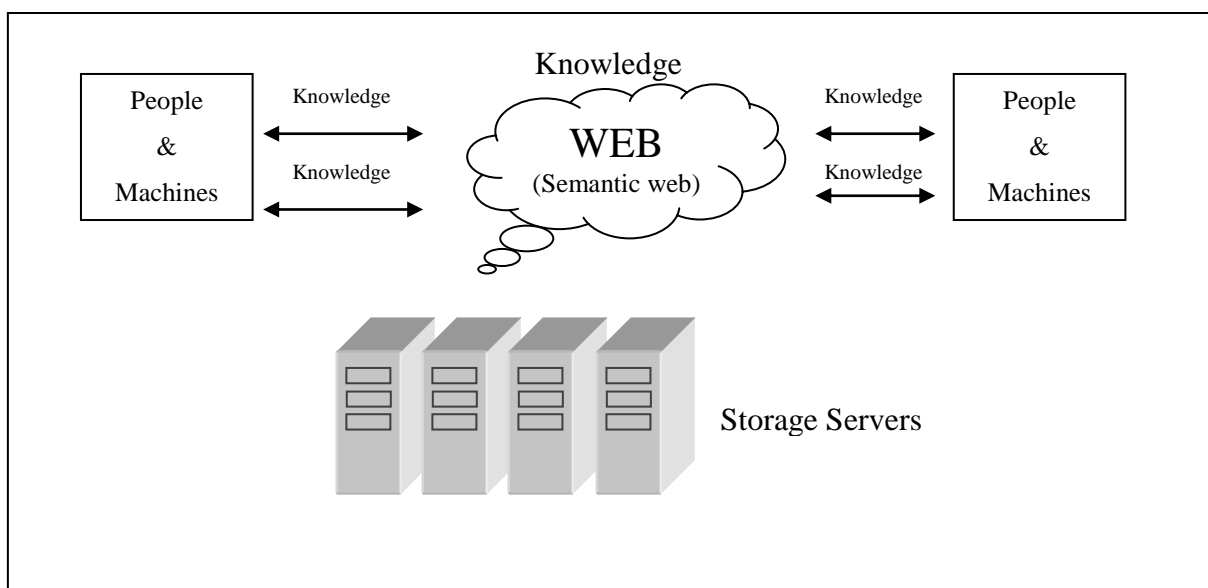 Knowledge
People
&
Machines
Knowledge
Knowledge
WEB
(Semantic web)
Knowledge
Knowledge
People
&
Machines
Storage Servers